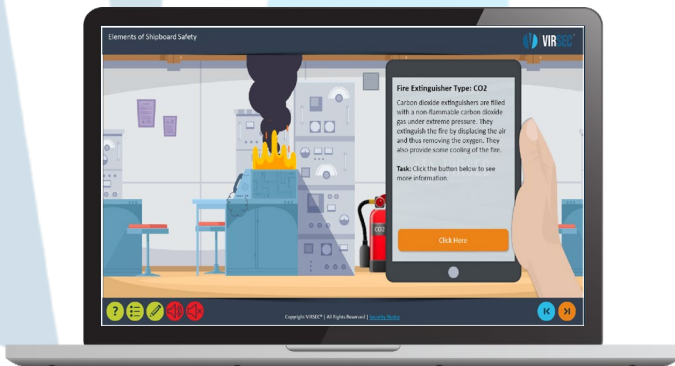 Elements of Shipboard Safety
VIRSEC®
Fire Extinguisher Type: CO2
Carbon dioxide extinguishers are filled
with a non-flammable carbon dioxide
gas under extreme pressure. They
extinguish the fire by displacing the air
and thus removing the oxygen. They
also provide some cooling of the fire.
Task: Click the button below to see
more information.
CO2
Click Here
?
Copyright VIRSEC® | All Rights Reserved | Security Notice